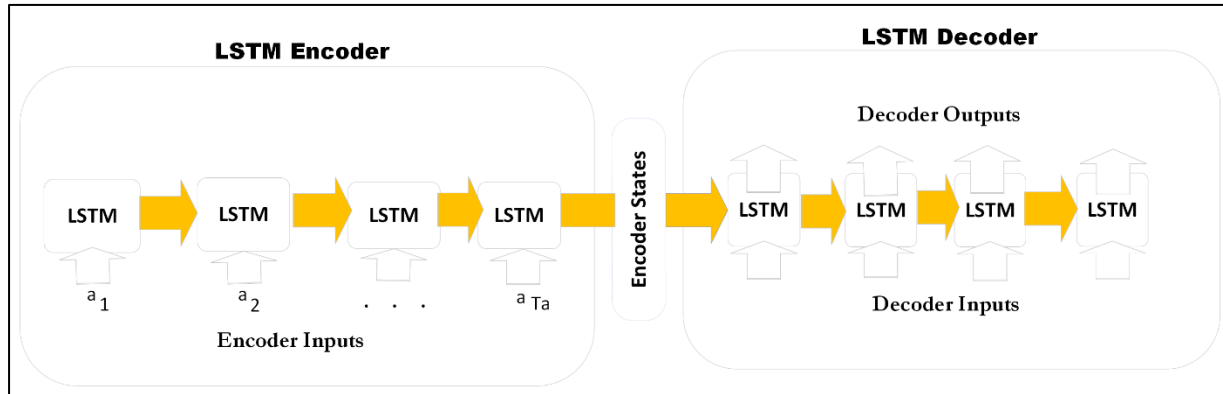 LSTM Encoder
LSTM Decoder
Decoder Outputs
LSTM LSTM LSTM LSTM
Encoder States
LSTM LSTM LSTM LSTM
a1 a2 . . . aTa
Encoder Inputs
Decoder Inputs